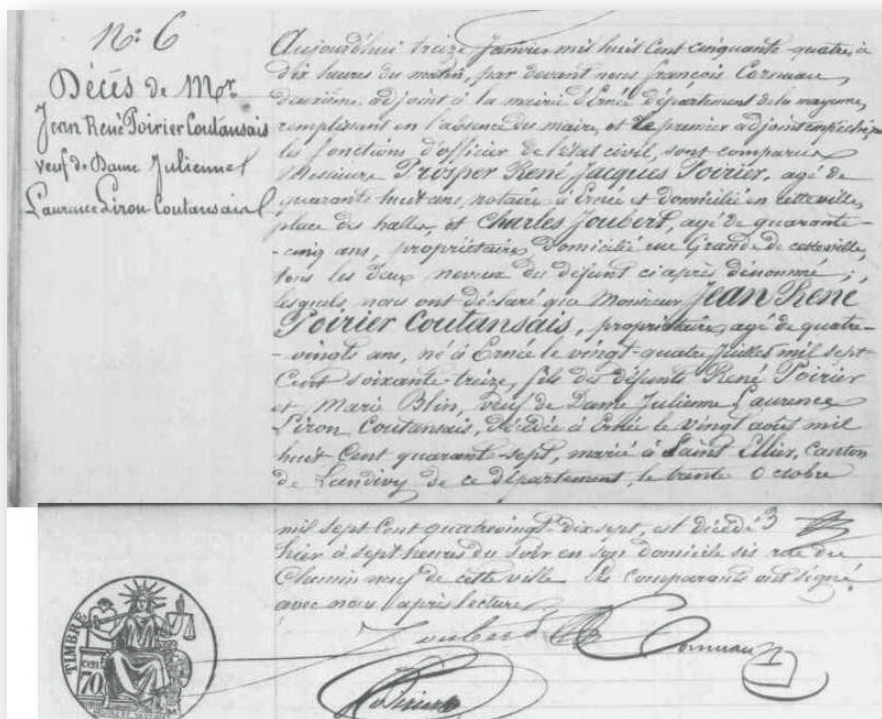 N° 6
Décès de Mr
Jean René Poirier Coutansais
veuf de Dame Julienne
Laurence Liron Coutansais
Aujourd'hui treize Janvier mil huit Cent cinquante-quatre, à
dix heures du matin, par devant nous françois Cornuau,
deuxième adjoint à la mairie d'Ernée département de la mayenne,
remplissant en l'absence du maire, et le premier adjoint empêché,
les fonctions d'officier de l'état civil, sont comparus
Messieurs Prosper René Jacques Poirier, agé de
quarante huit ans, notaire à Ernée et domicilié en cette ville,
place des halles, et Charles Joubert, agé de quarante-
-cinq ans, propriétaire, domicilié rue Grande de cette ville,
tous les deux neveux du défunt ci après dénommé;
lesquels nous ont déclaré que Monsieur Jean René
Poirier Coutansais, propriétaire, agé de quatre-
-vingts ans, né à Ernée le vingt-quatre Juillet mil sept
Cent soixante-treize, fils des défunts René Poirier
et Marie Blin, veuf de Dame Julienne Laurence
Liron Coutansais, décédée à Ernée le vingt août mil
huit Cent quarante-sept, marié à Saint Ellier, canton
de Landivy de ce département, le trente Octobre
mil sept Cent quatrevingt-dix sept, est décédé
hier à sept heures du soir en son domicile sis rue du
Chemin neuf de cette ville. Les comparants ont signé
avec nous après lecture
Joubert
Cornuau
Poirier
TIMBRE
cent
70